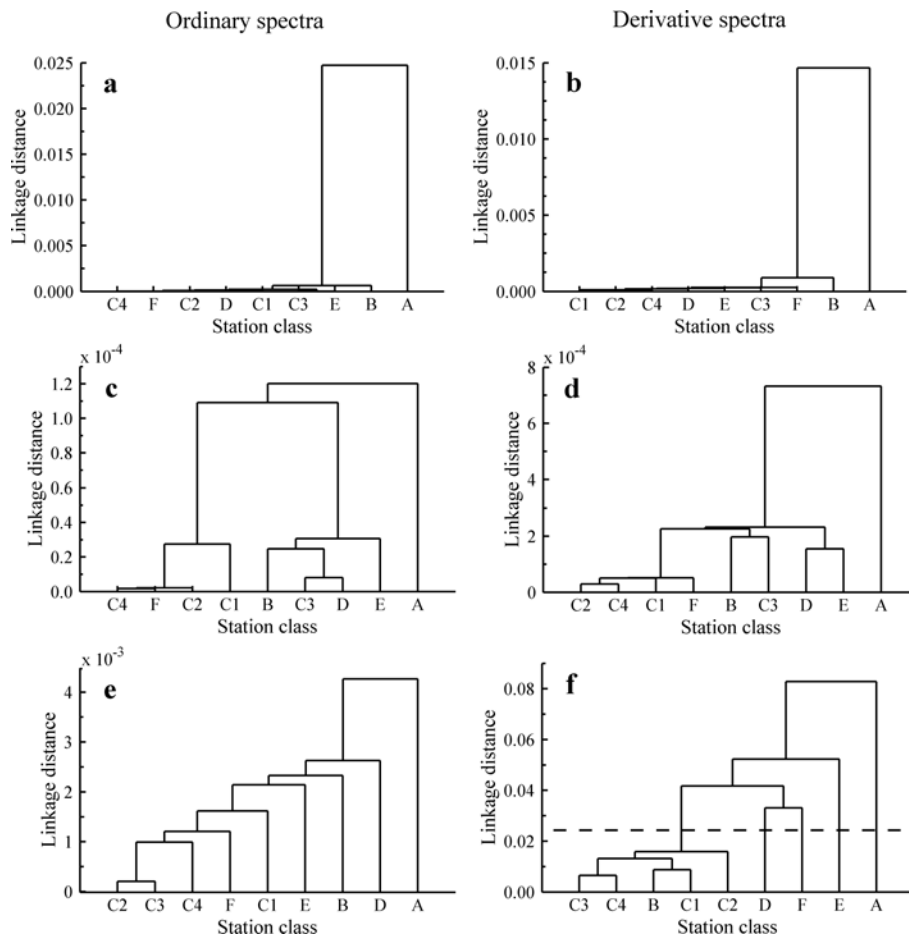 Ordinary spectra
Derivative spectra
a
Linkage distance
0.025
0.020
0.015
0.010
0.005
0.000
C4 F C2 D C1 C3 E B A
Station class
b
Linkage distance
0.015
0.010
0.005
0.000
C1 C2 C4 D E C3 F B A
Station class
c
x 10-4
Linkage distance
1.2
1.0
0.8
0.6
0.4
0.2
0.0
C4 F C2 C1 B C3 D E A
Station class
d
x 10-4
Linkage distance
8
6
4
2
0
C2 C4 C1 F B C3 D E A
Station class
e
x 10-3
Linkage distance
4
3
2
1
0
C2 C3 C4 F C1 E B D A
Station class
f
Linkage distance
0.08
0.06
0.04
0.02
0.00
C3 C4 B C1 C2 D F E A
Station class